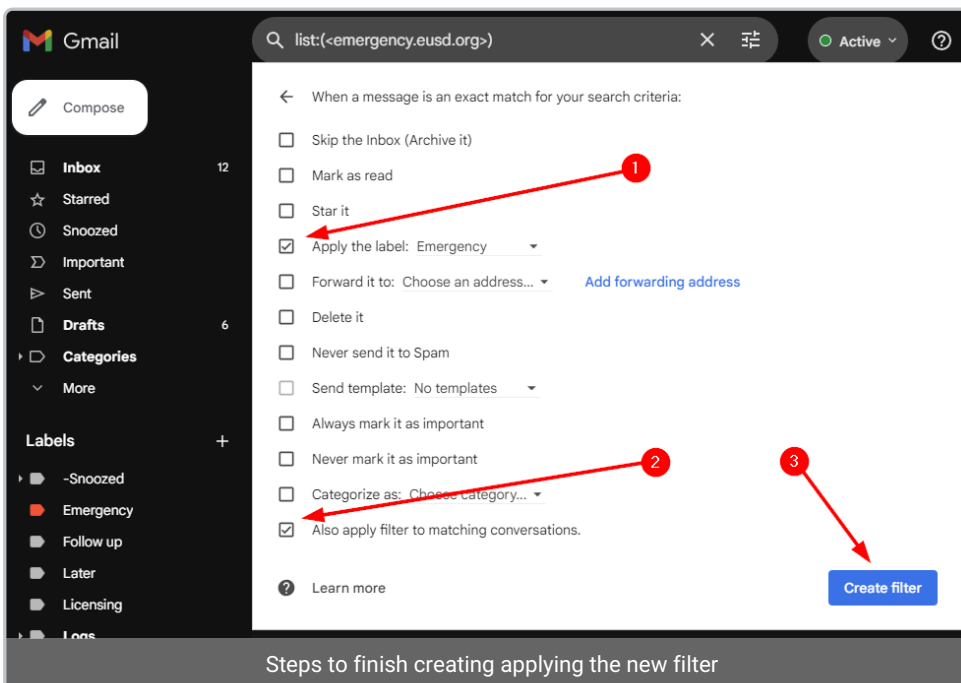 Gmail
list:(<emergency.eusd.org>)
Active
Compose
Inbox 12
Starred
Snoozed
Important
Sent
Drafts 6
Categories
More
Labels +
-Snoozed
Emergency
Follow up
Later
Licensing
Logs
When a message is an exact match for your search criteria:
Skip the Inbox (Archive it)
Mark as read
1
Star it
Apply the label: Emergency
Forward it to: Choose an address... Add forwarding address
Delete it
Never send it to Spam
Send template: No templates
Always mark it as important
Never mark it as important
2
3
Categorize as: Choose category...
Also apply filter to matching conversations.
? Learn more
Create filter
Steps to finish creating applying the new filter